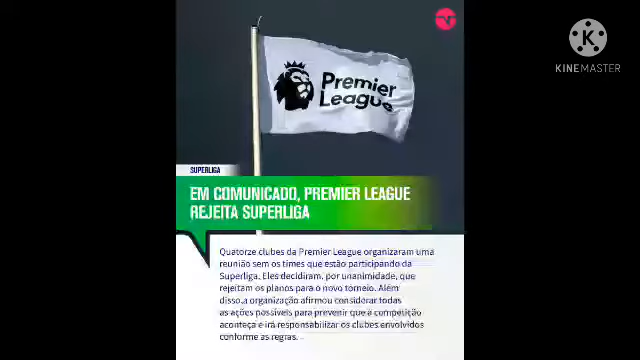 KINEMASTER
Premier
League
SUPERLIGA
EM COMUNICADO, PREMIER LEAGUE
REJEITA SUPERLIGA
Quatorze clubes da Premier League organizaram uma
reunião sem os times que estão participando da
Superliga. Eles decidiram, por unanimidade, que
rejeitam os planos para o novo torneio. Além
disso,a organização afirmou considerar todas
as ações possíveis para prevenir que a competição
aconteça e irá responsabilizar os clubes envolvidos
conforme as regras.